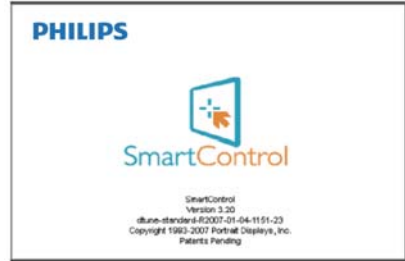 PHILIPS
SmartControl
SmartControl
Version 3.20
dtune-standard-R2007-01-04-1151-23
Copyright 1993-2007 Portrait Displays, Inc.
Patents Pending